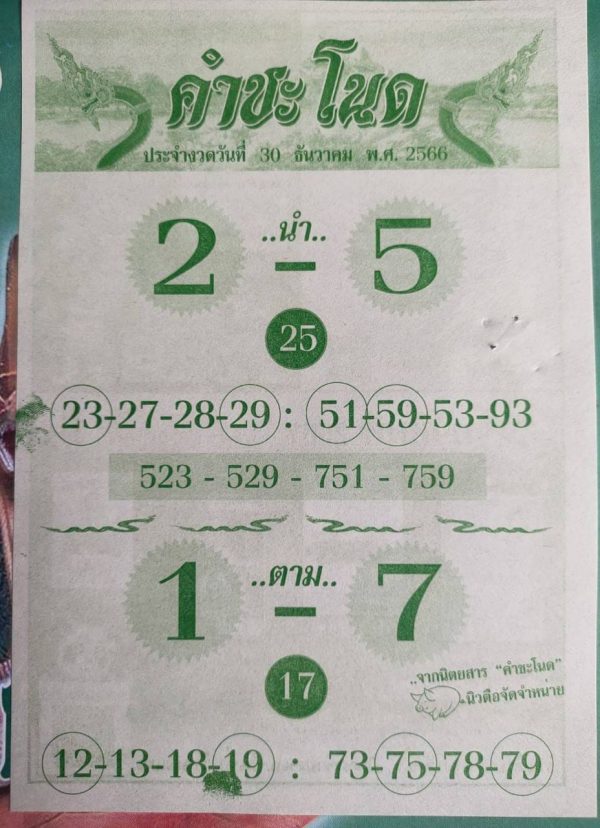 คำชะโนด
ประจำงวดวันที่ 30 ธันวาคม พ.ศ. 2566
..นำ..
2 - 5
25
23-27-28-29 : 51-59-53-93
523 - 529 - 751 - 759
..ตาม..
1 - 7
17
..จากนิตยสาร "คำชะโนด"
นิวตือจัดจำหน่าย
12-13-18-19 : 73-75-78-79